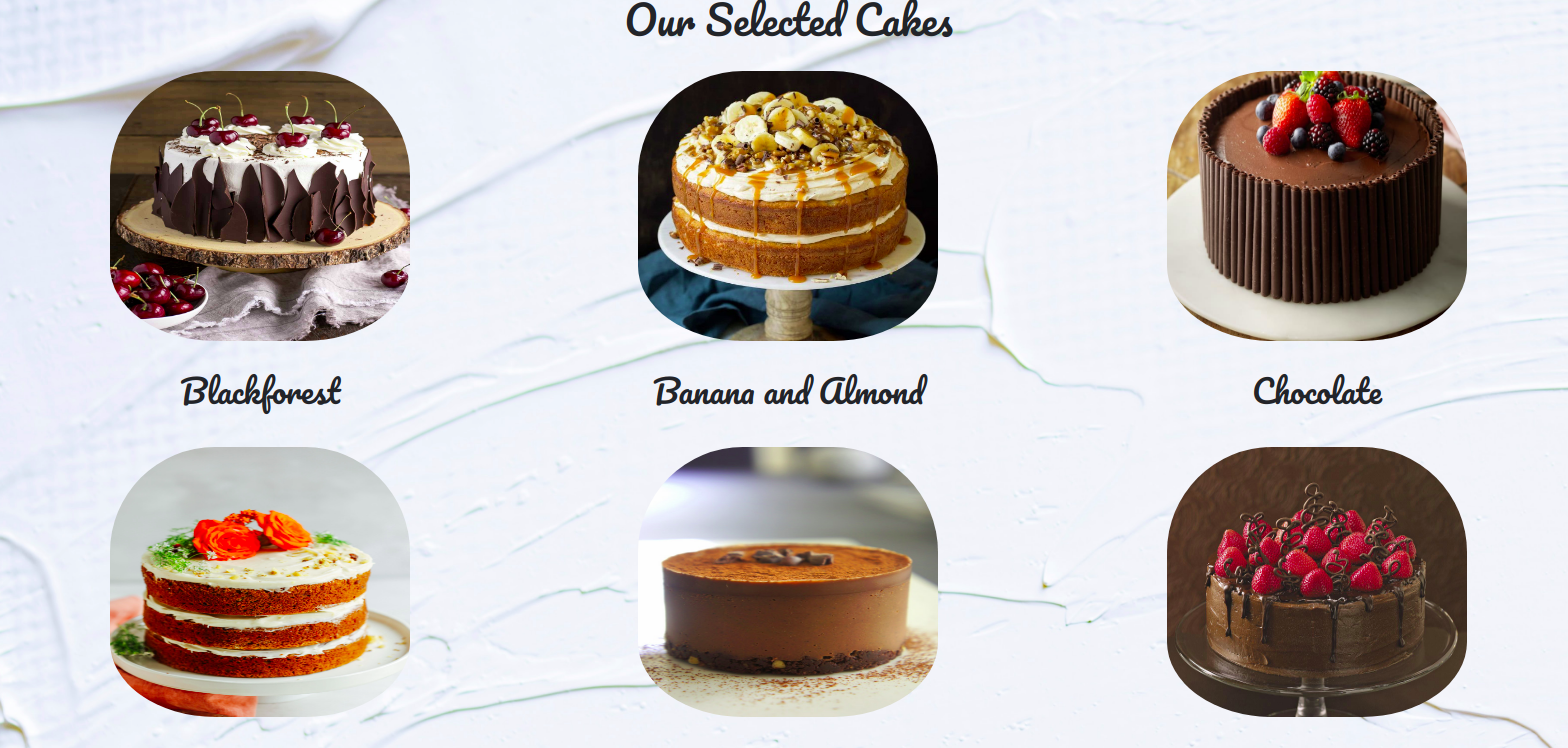 Our Selected Cakes
Blackforest
Banana and Almond
Chocolate